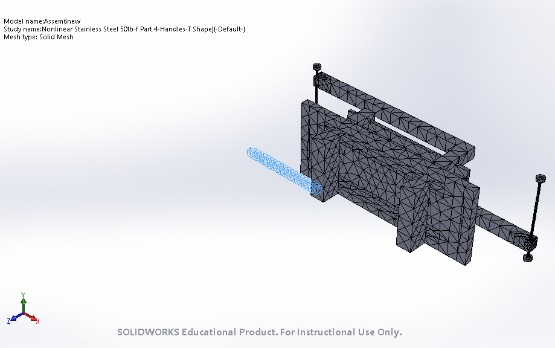 Model name:Assem6new
Study name:Nonlinear Stainless Steel 50lb-f Part 4-Handles-T Shape(-Default-)
Mesh type: Solid Mesh
Y
Z
X
SOLIDWORKS Educational Product. For Instructional Use Only.